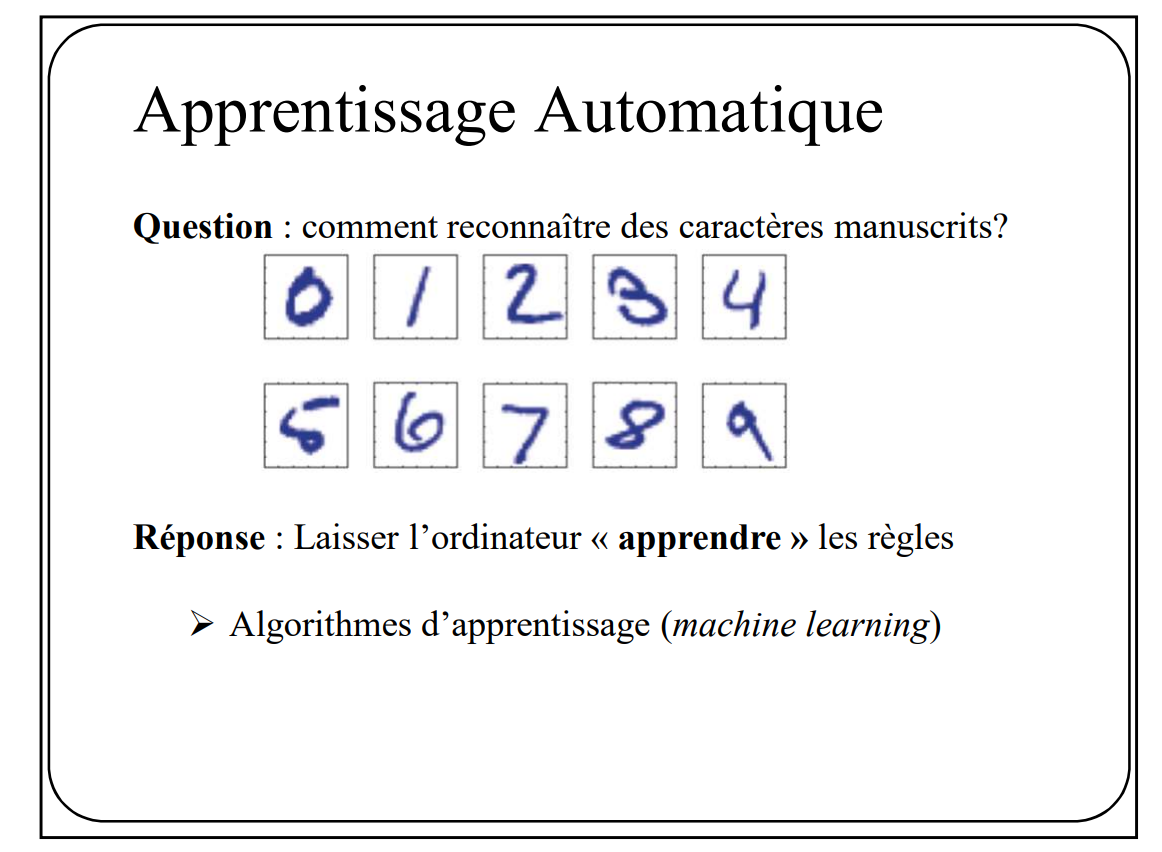 Apprentissage Automatique
Question : comment reconnaître des caractères manuscrits?
0 1 2 3 4
5 6 7 8 9
Réponse : Laisser l’ordinateur « apprendre » les règles
➢ Algorithmes d’apprentissage (machine learning)